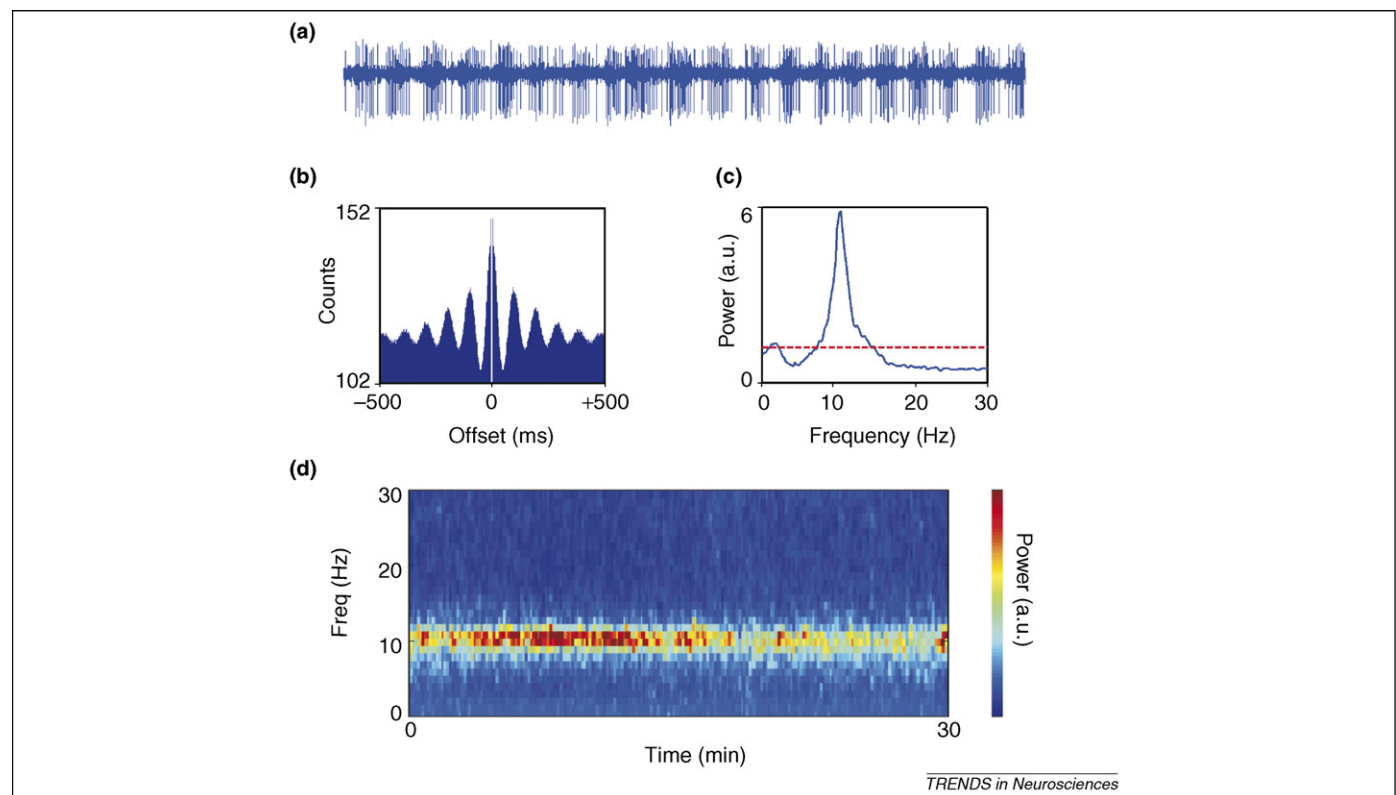 (a)
(b)
152
Counts
102
–500
0
+500
Offset (ms)
(c)
6
Power (a.u.)
0
0
10
20
30
Frequency (Hz)
(d)
30
20
10
0
Freq (Hz)
0
30
Time (min)
Power (a.u.)
TRENDS in Neurosciences